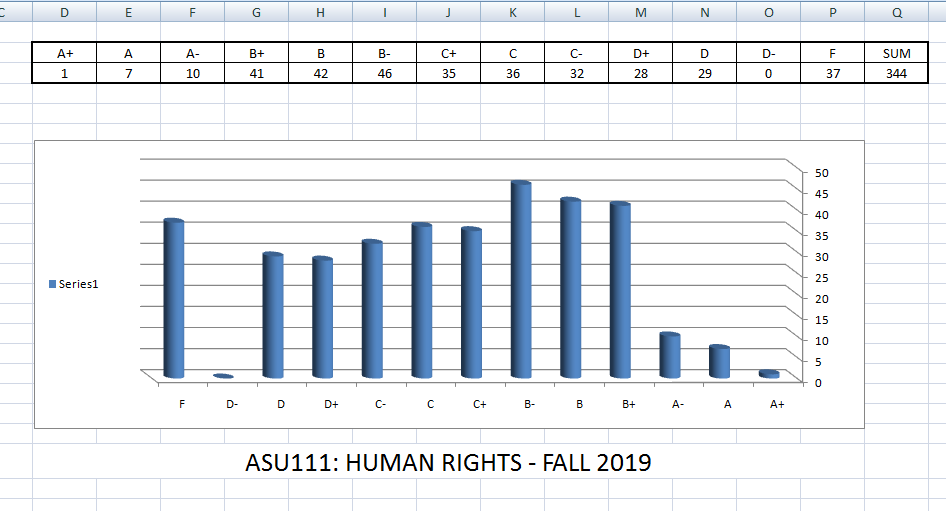 C D E F G H I J K L M N O P Q
A+ A A- B+ B B- C+ C C- D+ D D- F SUM
1 7 10 41 42 46 35 36 32 28 29 0 37 344
50
45
40
35
30
25
20
15
10
5
0
Series1
F D- D D+ C- C C+ B- B B+ A- A A+
ASU111: HUMAN RIGHTS - FALL 2019